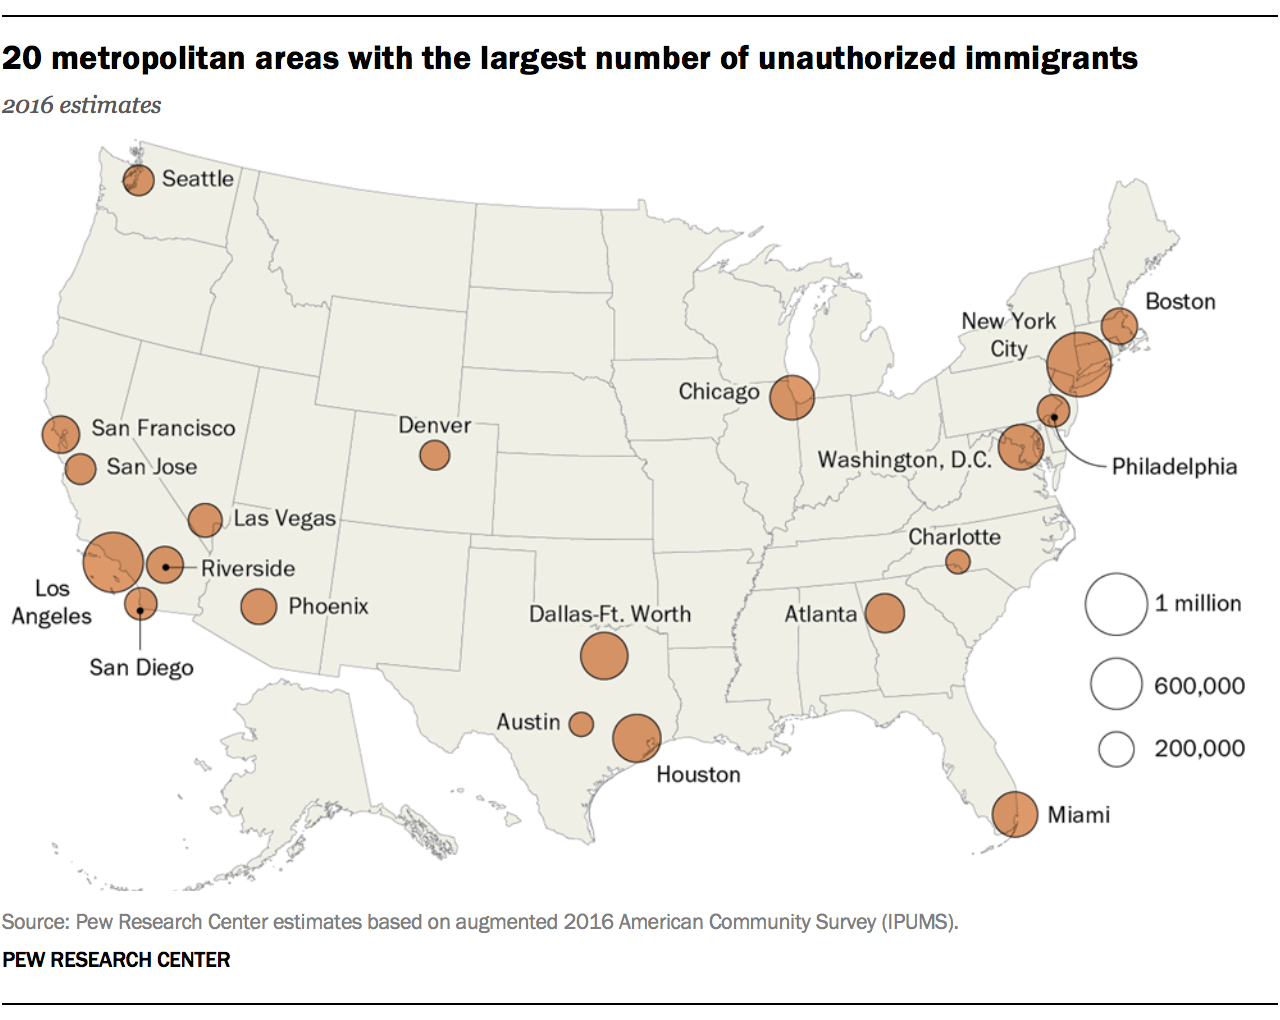 20 metropolitan areas with the largest number of unauthorized immigrants
2016 estimates
Seattle
Boston
New York
City
Chicago
Denver
San Francisco
San Jose
Washington, D.C.
Philadelphia
Las Vegas
Charlotte
Riverside
Los
Angeles
Phoenix
Dallas-Ft. Worth
Atlanta
1 million
San Diego
600,000
Austin
200,000
Houston
Miami
Source: Pew Research Center estimates based on augmented 2016 American Community Survey (IPUMS).
PEW RESEARCH CENTER